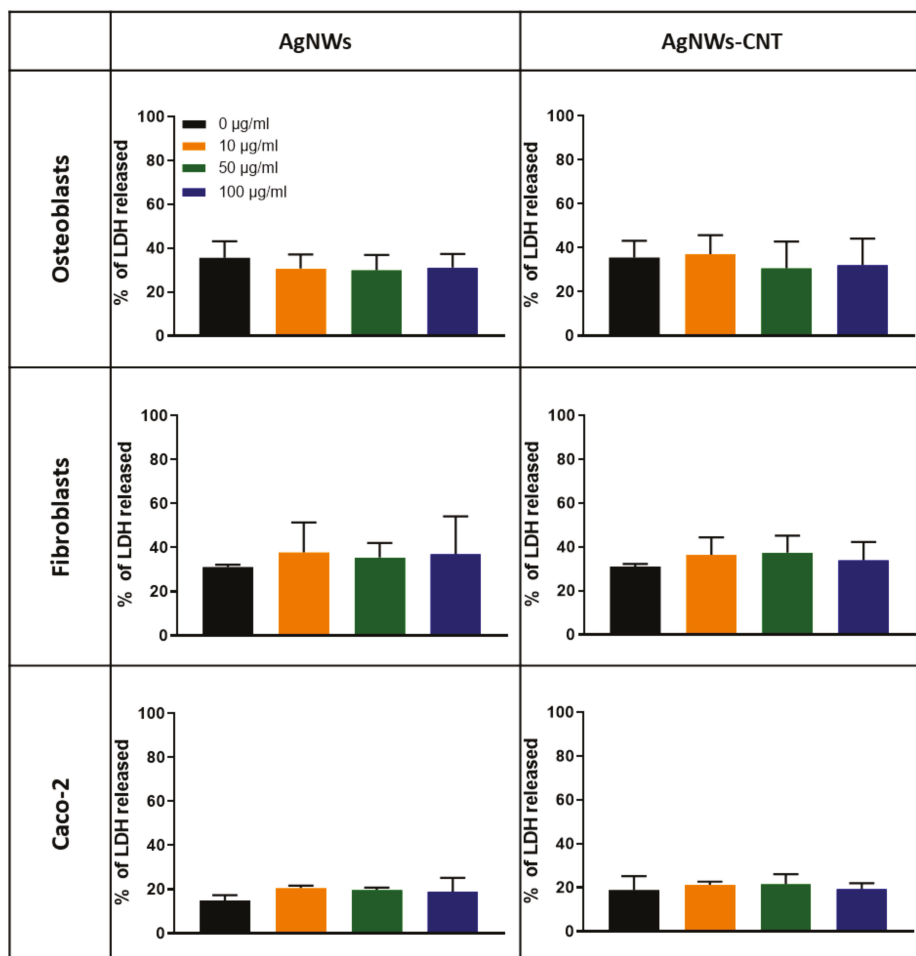 AgNWs
AgNWs-CNT
Osteoblasts
% of LDH released
100
80
60
40
20
0
0 µg/ml
10 µg/ml
50 µg/ml
100 µg/ml
% of LDH released
100
80
60
40
20
0
Fibroblasts
% of LDH released
100
80
60
40
20
0
% of LDH released
100
80
60
40
20
0
Caco-2
% of LDH released
100
80
60
40
20
0
% of LDH released
100
80
60
40
20
0